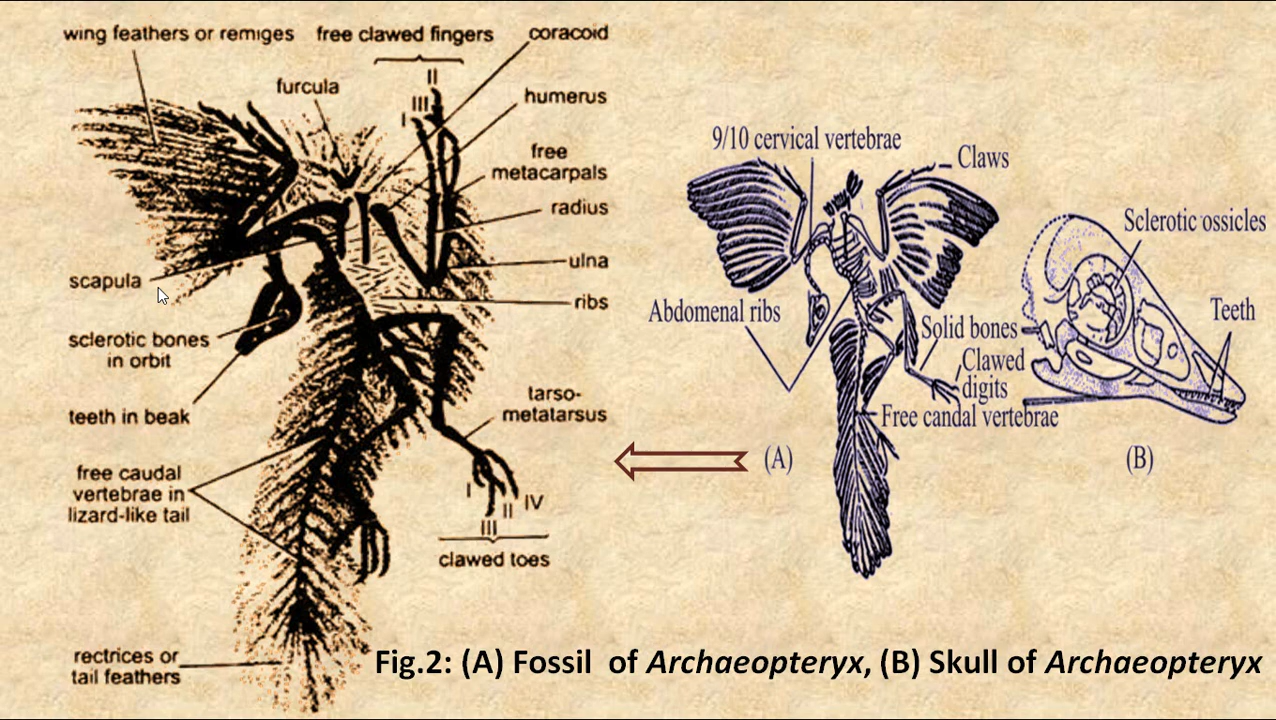 wing feathers or remiges
free clawed fingers
coracoid
II
furcula
III
humerus
I
free
metacarpals
radius
scapula
ulna
ribs
sclerotic bones
in orbit
teeth in beak
tarso-
metatarsus
free caudal
vertebrae in
lizard-like tail
I
IV
II
III
clawed toes
rectrices or
tail feathers
9/10 cervical vertebrae
Claws
Abdomenal ribs
Solid bones
Clawed
digits
Free candal vertebrae
(A)
Sclerotic ossicles
Teeth
(B)
Fig.2: (A) Fossil of Archaeopteryx, (B) Skull of Archaeopteryx